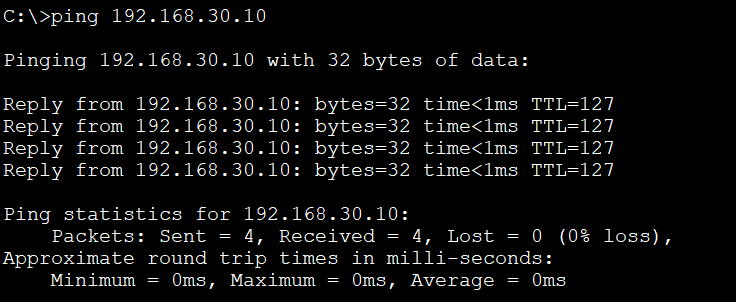 C:\>ping 192.168.30.10
Pinging 192.168.30.10 with 32 bytes of data:
Reply from 192.168.30.10: bytes=32 time<1ms TTL=127
Reply from 192.168.30.10: bytes=32 time<1ms TTL=127
Reply from 192.168.30.10: bytes=32 time<1ms TTL=127
Reply from 192.168.30.10: bytes=32 time<1ms TTL=127
Ping statistics for 192.168.30.10:
    Packets: Sent = 4, Received = 4, Lost = 0 (0% loss),
Approximate round trip times in milli-seconds:
    Minimum = 0ms, Maximum = 0ms, Average = 0ms